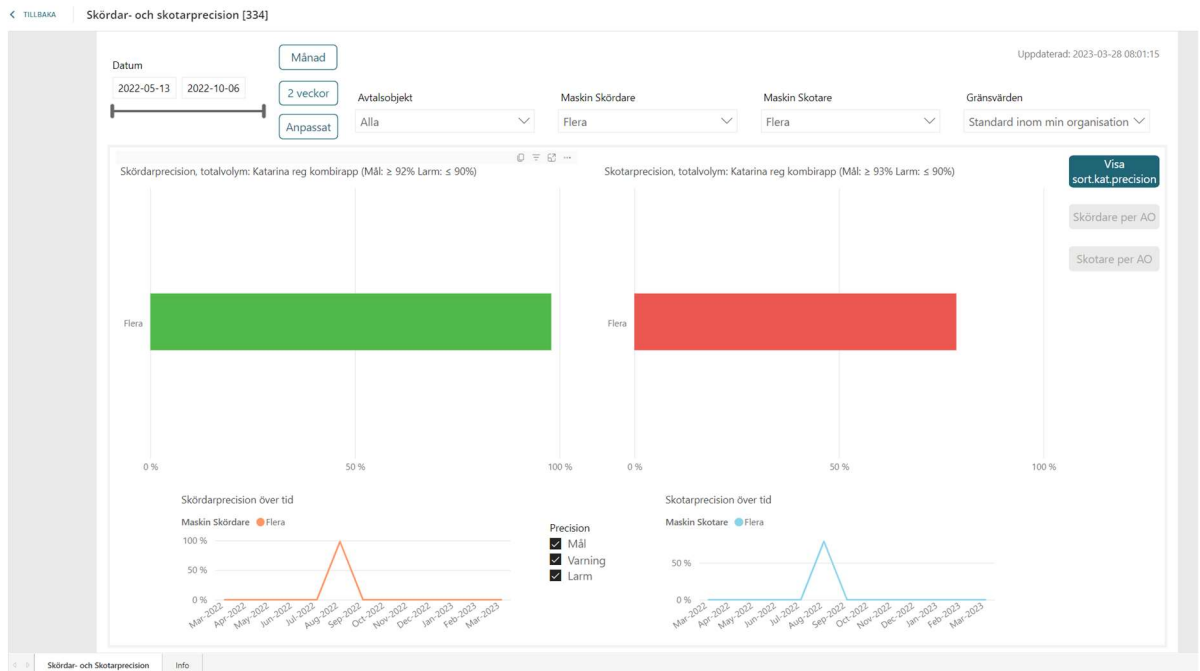 TILLBAKA
Skördar- och skotarprecision [334]
Uppdaterad: 2023-03-28 08:01:15
Datum
2022-05-13 2022-10-06
Månad
2 veckor
Anpassat
Avtalsobjekt
Alla
Maskin Skördare
Flera
Maskin Skotare
Flera
Gränsvärden
Standard inom min organisation
Skördarprecision, totalvolym: Katarina reg kombirapp (Mål: ≥ 92% Larm: ≤ 90%)
Flera
0 % 50 % 100 %
Skotarprecision, totalvolym: Katarina reg kombirapp (Mål: ≥ 93% Larm: ≤ 90%)
Flera
0 % 50 % 100 %
Visa
sort.kat.precision
Skördare per AO
Skotare per AO
Skördarprecision över tid
Maskin Skördare Flera
100 %
50 %
0 %
Mar-2022 Apr-2022 May-2022 Jun-2022 Jul-2022 Aug-2022 Sep-2022 Oct-2022 Nov-2022 Dec-2022 Jan-2023 Feb-2023 Mar-2023
Precision
Mål
Varning
Larm
Skotarprecision över tid
Maskin Skotare Flera
50 %
0 %
Mar-2022 Apr-2022 May-2022 Jun-2022 Jul-2022 Aug-2022 Sep-2022 Oct-2022 Nov-2022 Dec-2022 Jan-2023 Feb-2023 Mar-2023
Skördar- och Skotarprecision Info